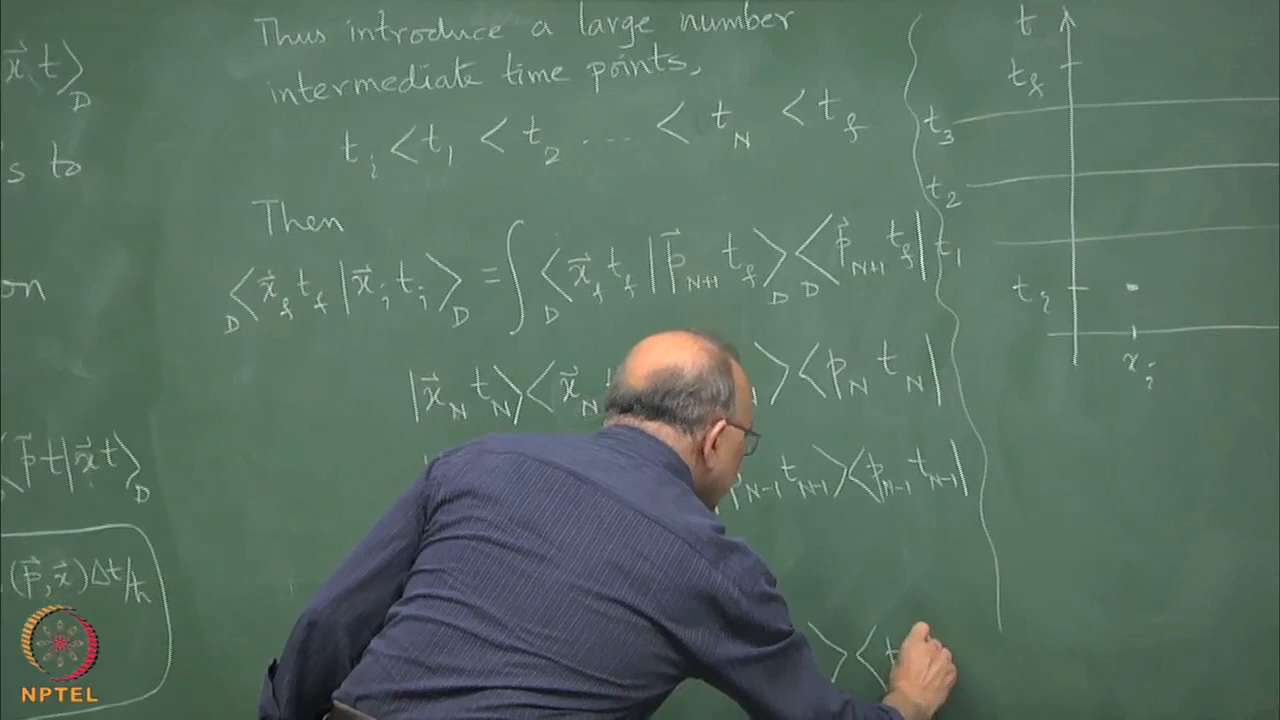 x⃗ t⟩_D
s to
on
⟨p⃗ t|x⃗ t⟩_D
(p⃗, x⃗)Δt/ħ
NPTEL
Thus introduce a large number
intermediate time points,
t_i < t_1 < t_2 .... < t_N < t_f
Then
_D⟨x⃗_f t_f |x⃗_i t_i⟩_D = ∫ _D⟨x⃗_f t_f |p⃗_{N+1} t_f⟩_D _D⟨p⃗_{N+1} t_f|
|x⃗_N t_N⟩⟨x⃗_N ⟩⟨p_N t_N|
p_{N-1} t_{N-1}⟩⟨p_{N-1} t_{N-1}|
⟩⟨
t
t_f
t_3
t_2
t_1
t_i
x_i